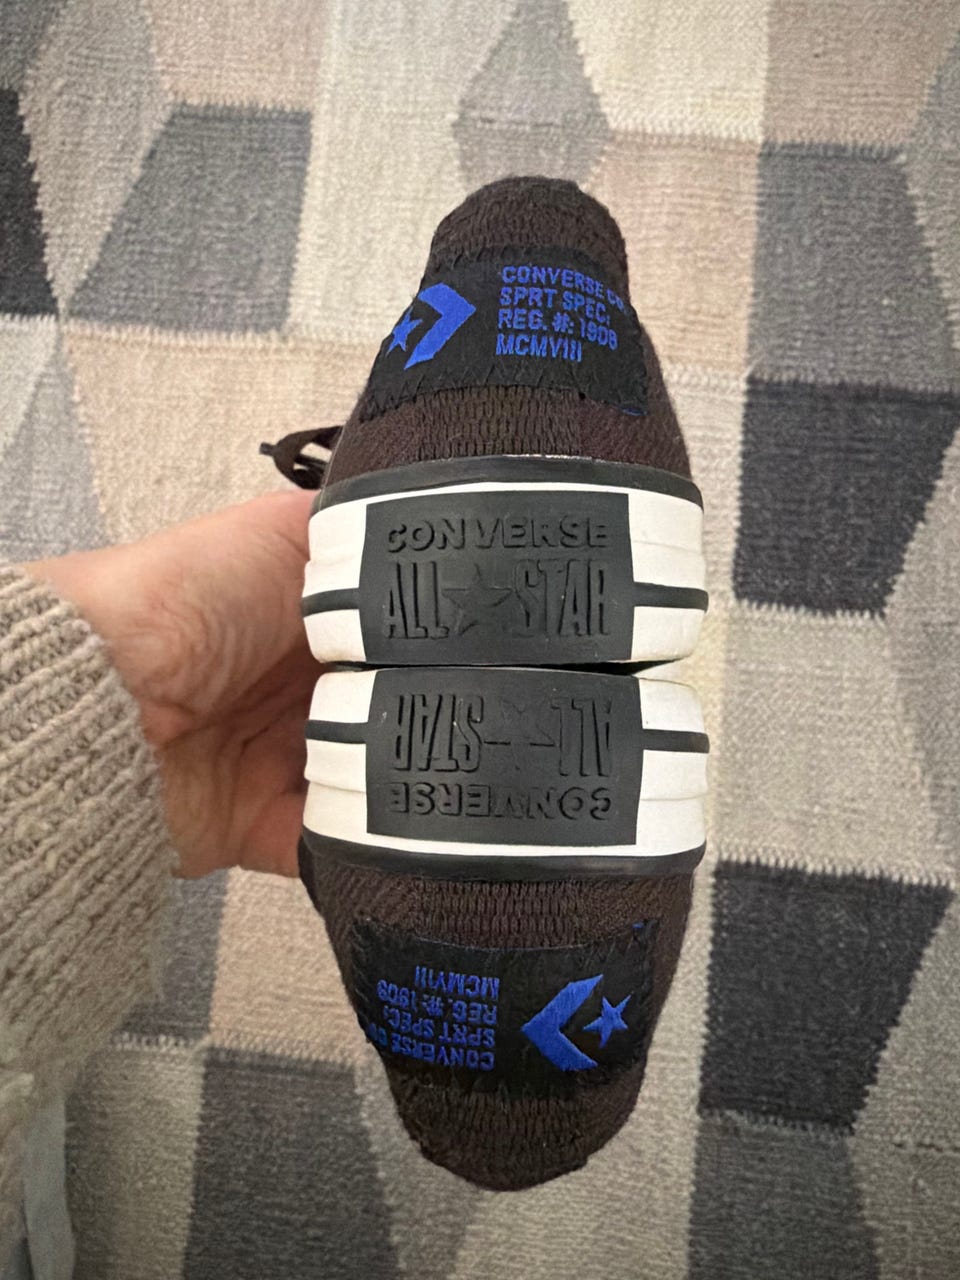 CONVERSE CO.
SPRT SPEC:
REG. #: 1908
MCMVIII
CONVERSE
ALL STAR
ALL STAR
CONVERSE
MCMVIII
REG. #: 1908
SPRT SPEC:
CONVERSE CO.